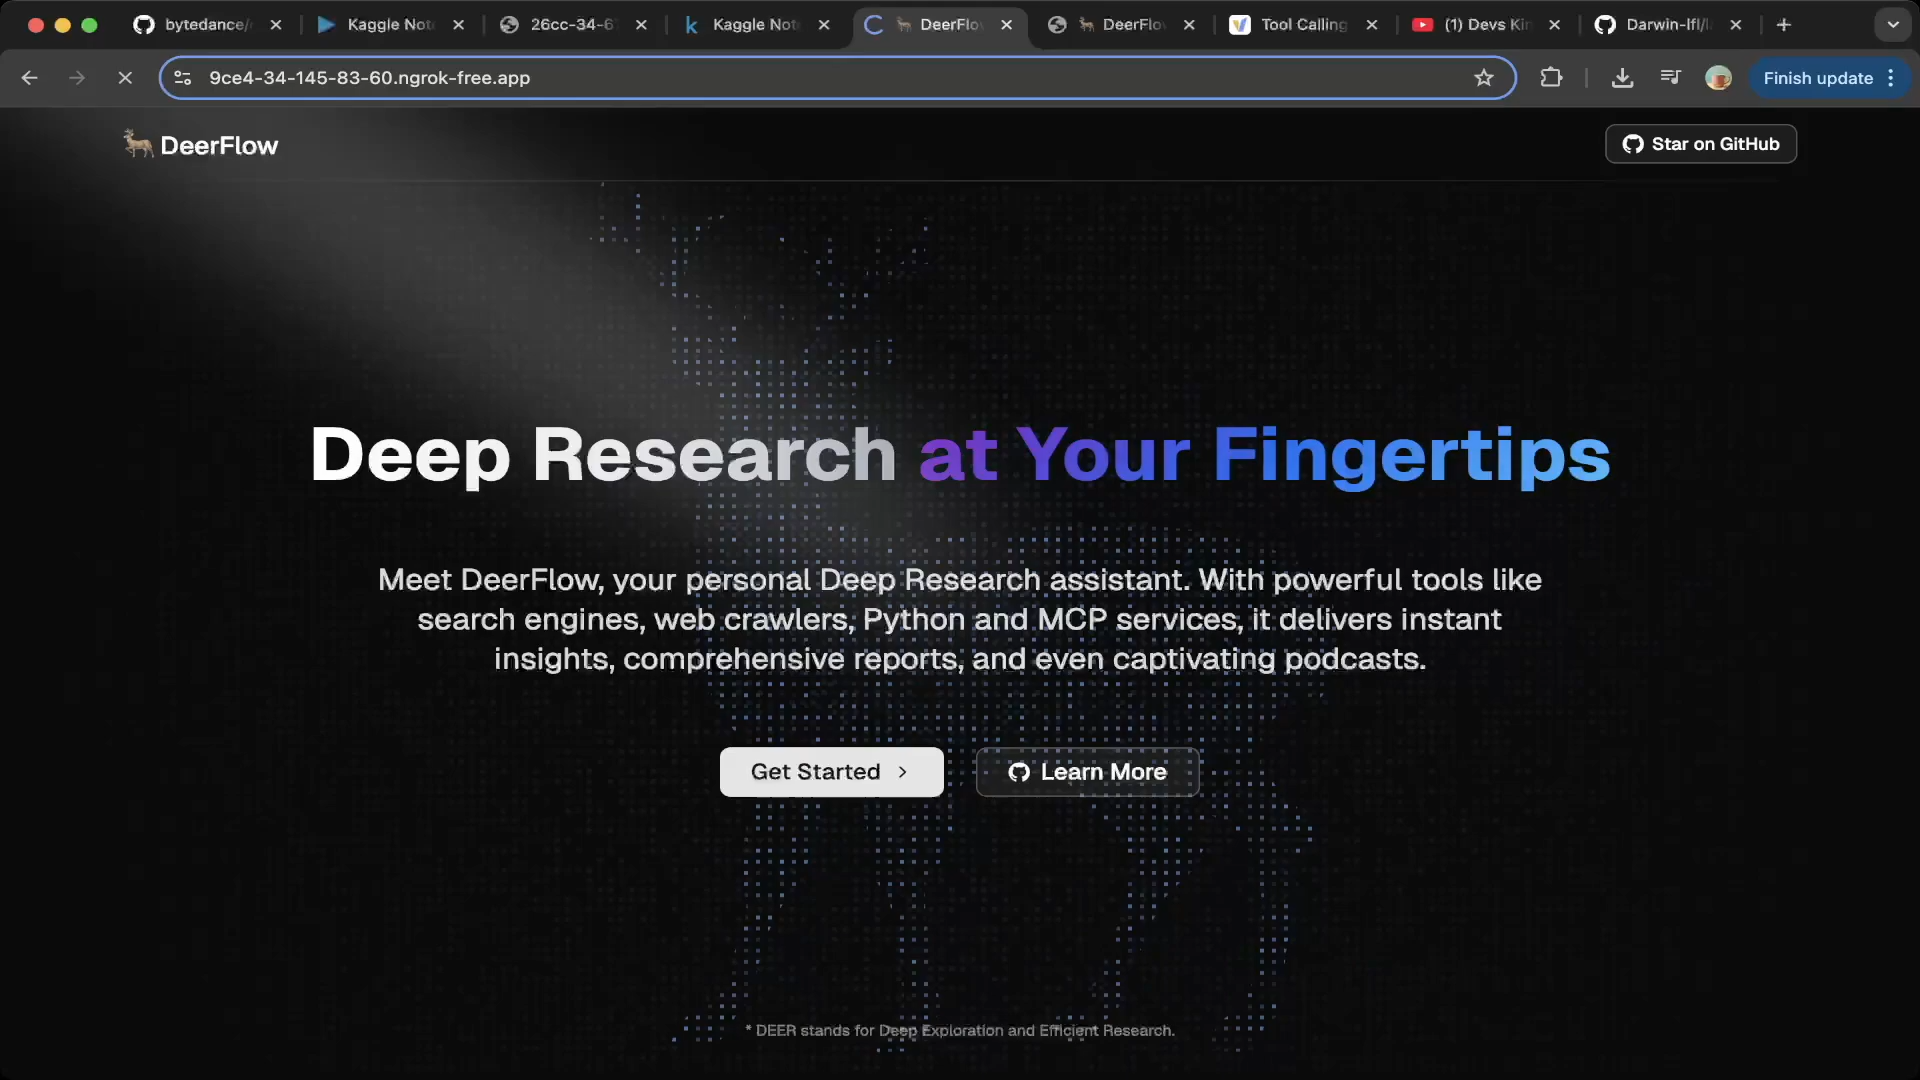 bytedance/
Kaggle Not
26cc-34-6
Kaggle Not
DeerFlo
DeerFlo
Tool Calling
(1) Devs Kin
Darwin-lfl/l
9ce4-34-145-83-60.ngrok-free.app
Finish update
DeerFlow
Star on GitHub
Deep Research at Your Fingertips
Meet DeerFlow, your personal Deep Research assistant. With powerful tools like
search engines, web crawlers, Python and MCP services, it delivers instant
insights, comprehensive reports, and even captivating podcasts.
Get Started
Learn More
* DEER stands for Deep Exploration and Efficient Research.